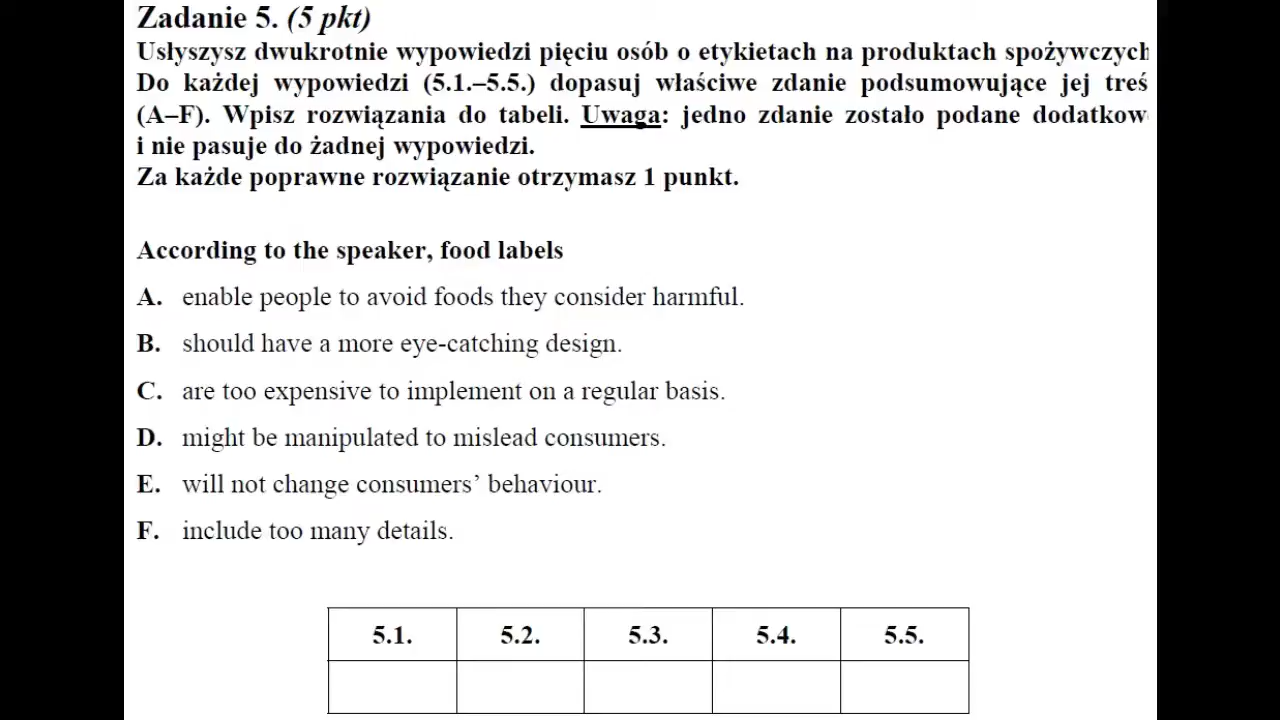 Zadanie 5. (5 pkt)
Usłyszysz dwukrotnie wypowiedzi pięciu osób o etykietach na produktach spożywczych
Do każdej wypowiedzi (5.1.–5.5.) dopasuj właściwe zdanie podsumowujące jej treś
(A–F). Wpisz rozwiązania do tabeli. Uwaga: jedno zdanie zostało podane dodatkow
i nie pasuje do żadnej wypowiedzi.
Za każde poprawne rozwiązanie otrzymasz 1 punkt.
According to the speaker, food labels
A. enable people to avoid foods they consider harmful.
B. should have a more eye-catching design.
C. are too expensive to implement on a regular basis.
D. might be manipulated to mislead consumers.
E. will not change consumers’ behaviour.
F. include too many details.
5.1. 5.2. 5.3. 5.4. 5.5.